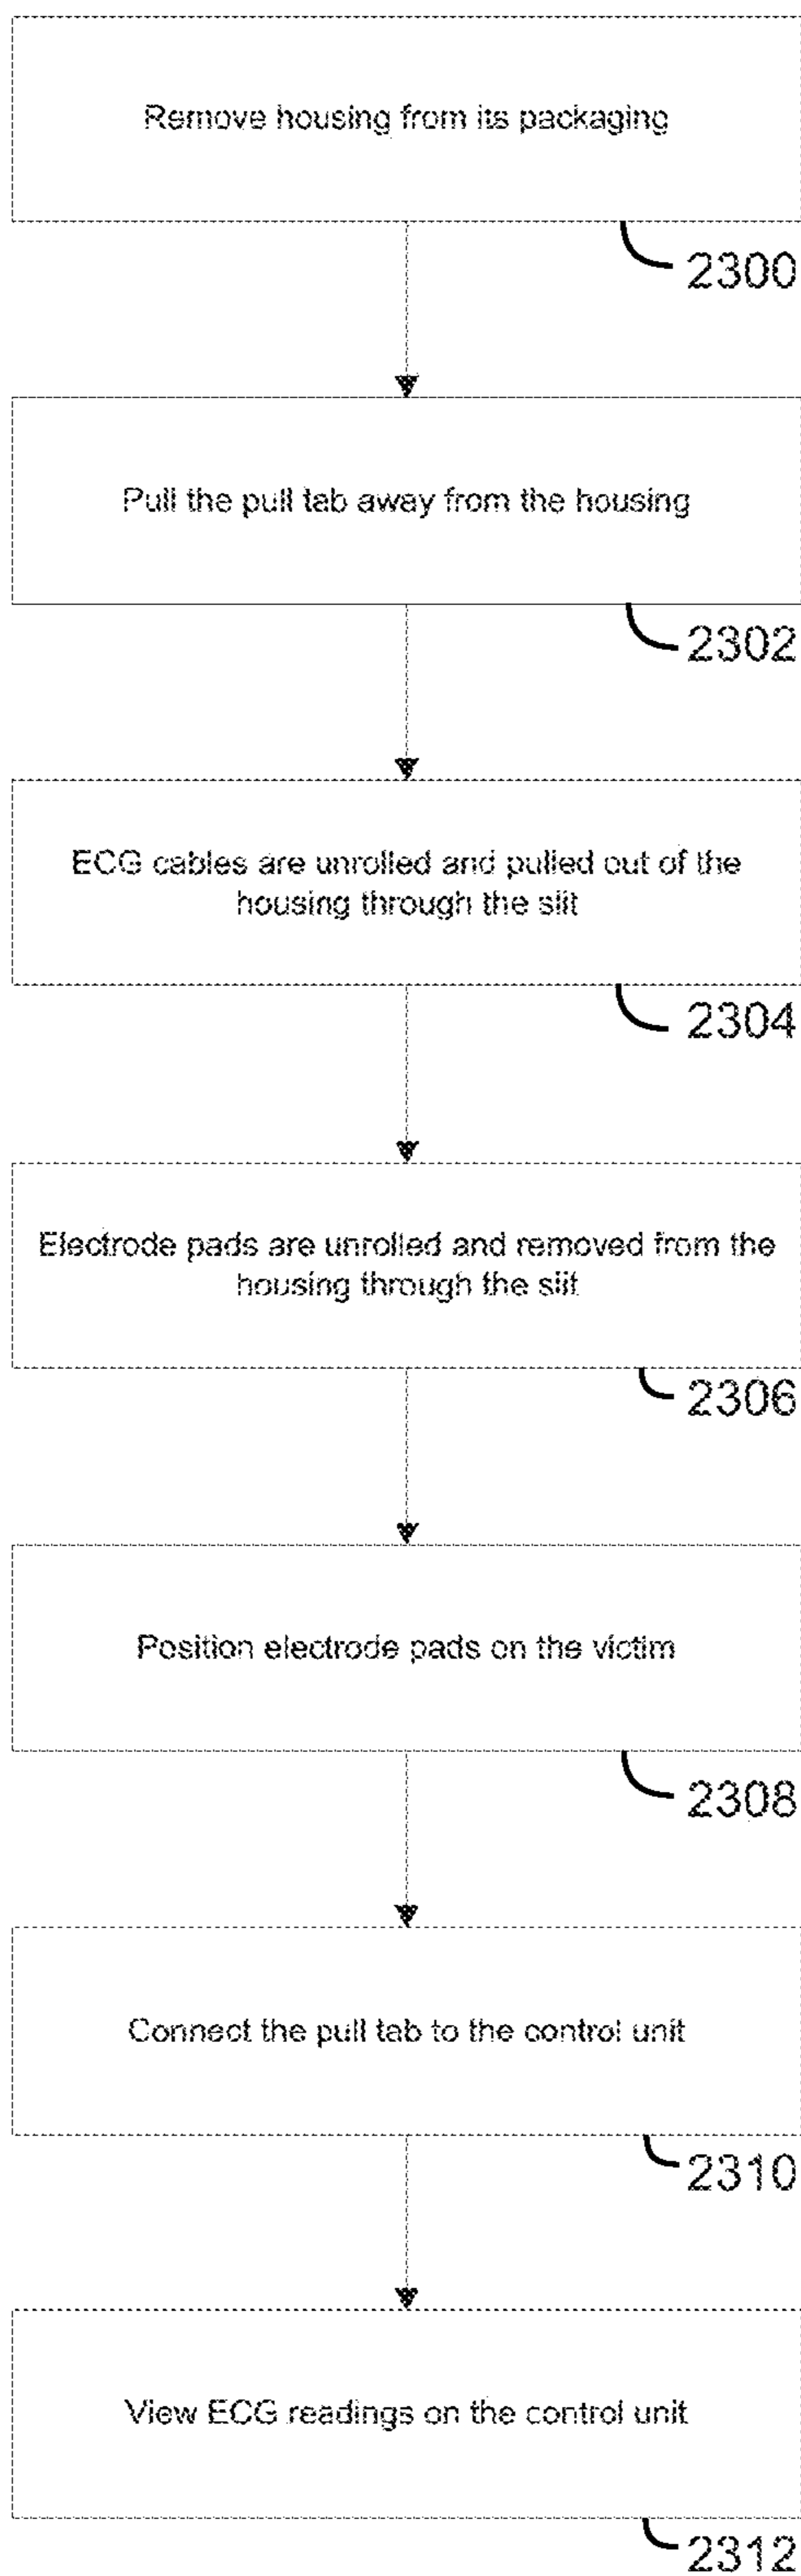 Remove housing from its packaging
2300
Pull the pull tab away from the housing
2302
ECG cables are unrolled and pulled out of the
housing through the slit
2304
Electrode pads are unrolled and removed from the
housing through the slit
2306
Position electrode pads on the victim
2308
Connect the pull tab to the control unit
2310
View ECG readings on the control unit
2312